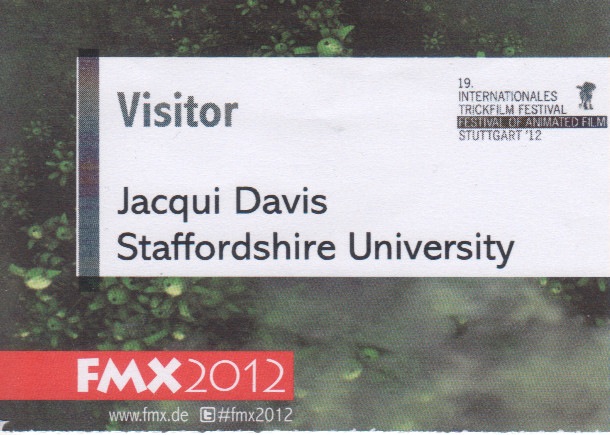 Visitor
19.
INTERNATIONALES
TRICKFILM FESTIVAL
FESTIVAL OF ANIMATED FILM
STUTTGART '12
Jacqui Davis
Staffordshire University
FMX2012
www.fmx.de #fmx2012